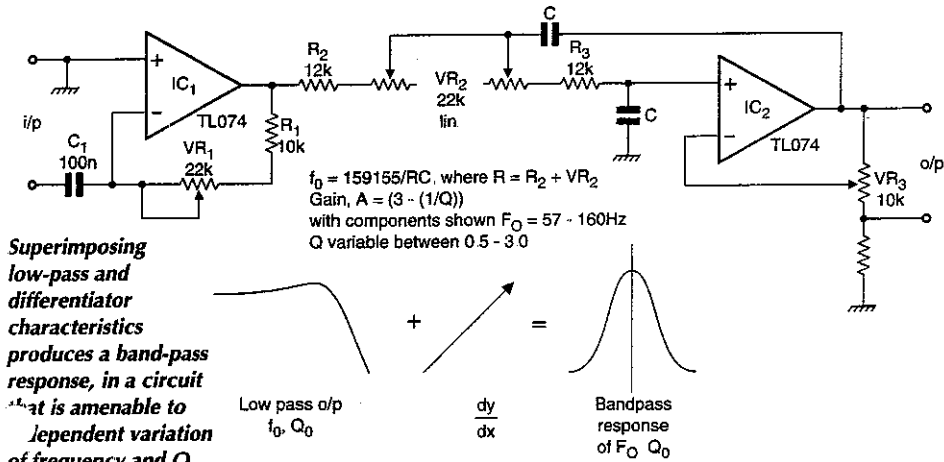 C
R2
12k
R3
12k
+
IC1
−
TL074
VR2
22k
lin
C
+
IC2
−
TL074
i/p
C1
100n
VR1
22k
R1
10k
o/p
VR3
10k
f0 = 159155/RC, where R = R2 + VR2
Gain, A = (3 - (1/Q))
with components shown FO = 57 - 160Hz
Q variable between 0.5 - 3.0
Superimposing
low-pass and
differentiator
characteristics
produces a band-pass
response, in a circuit
is amenable to
variation
of frequency and Q
+
=
Low pass o/p
f0, Q0
dy
dx
Bandpass
response
of FO Q0